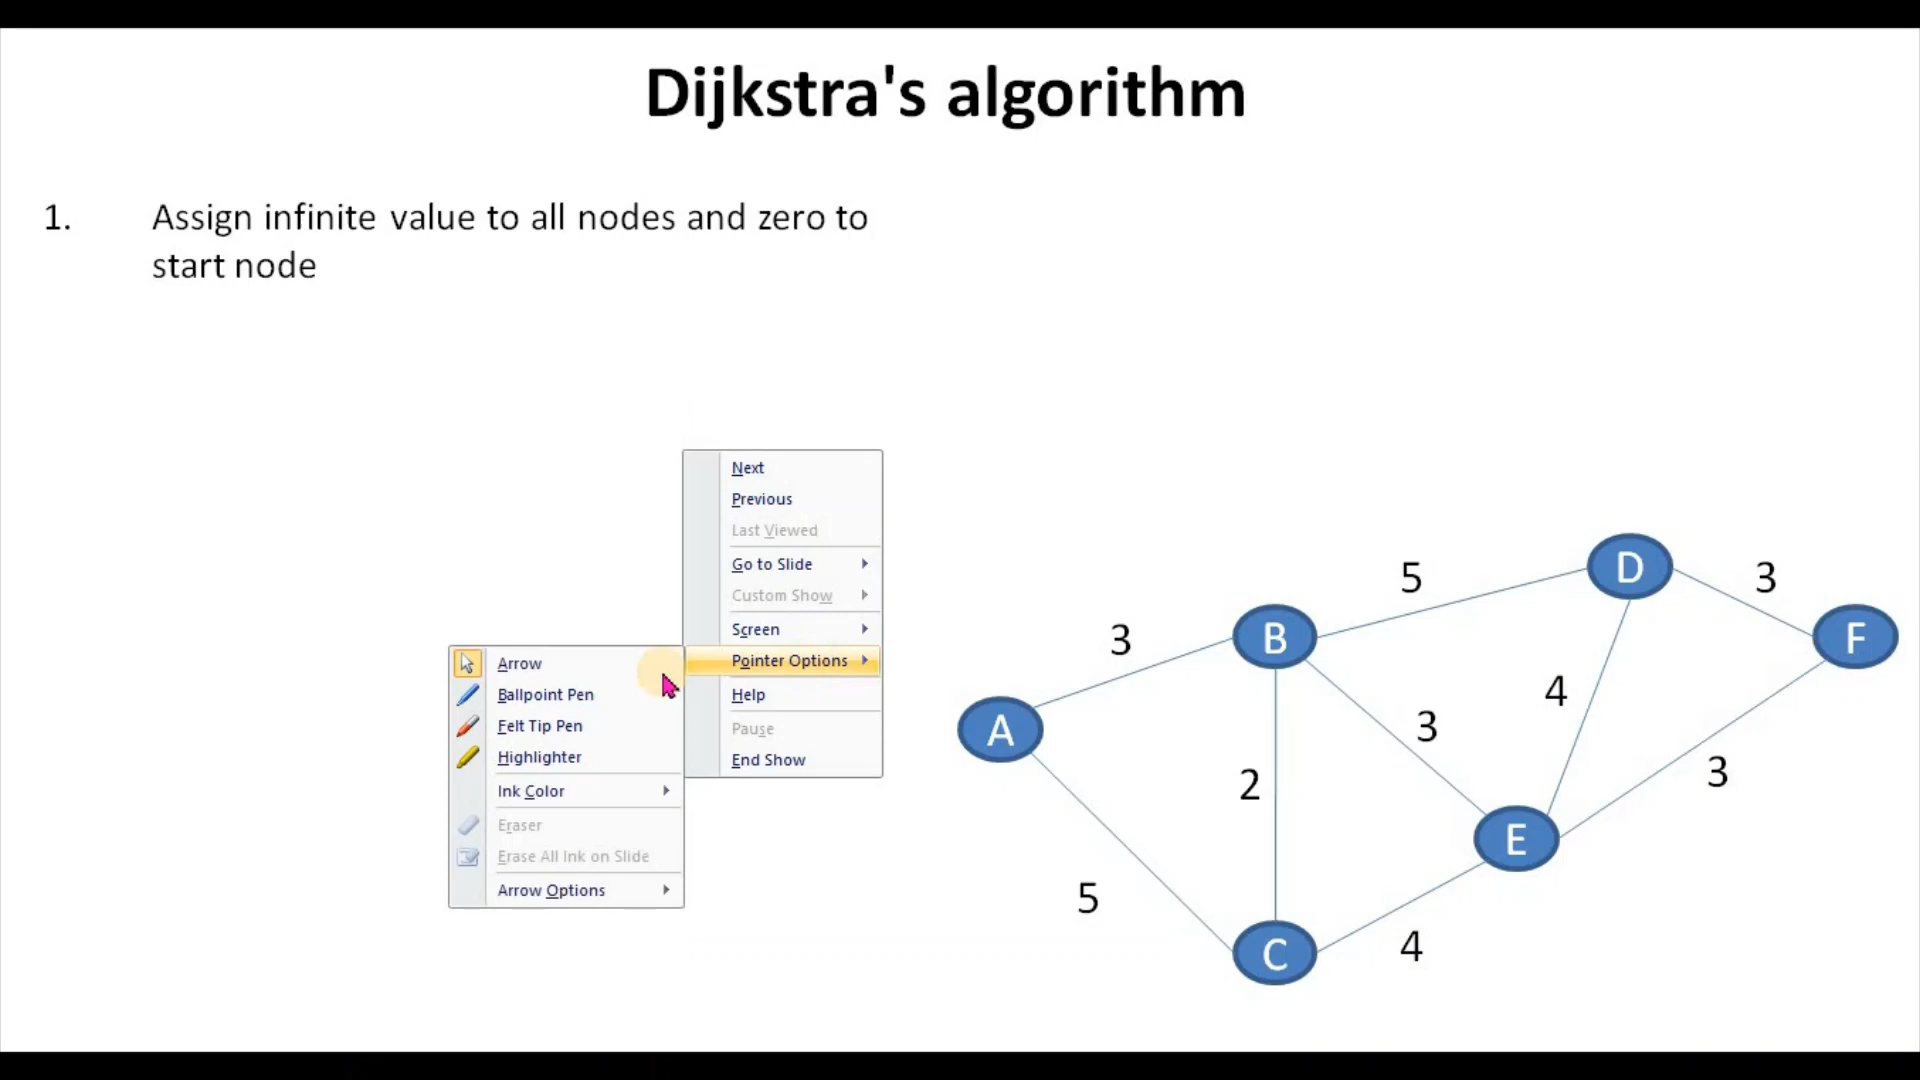 Dijkstra's algorithm
1. Assign infinite value to all nodes and zero to
start node
Next
Previous
Last Viewed
Go to Slide
Custom Show
Screen
Pointer Options
Help
Pause
End Show
Arrow
Ballpoint Pen
Felt Tip Pen
Highlighter
Ink Color
Eraser
Erase All Ink on Slide
Arrow Options
D
5
3
B
F
3
4
A
3
2
3
E
5
4
C